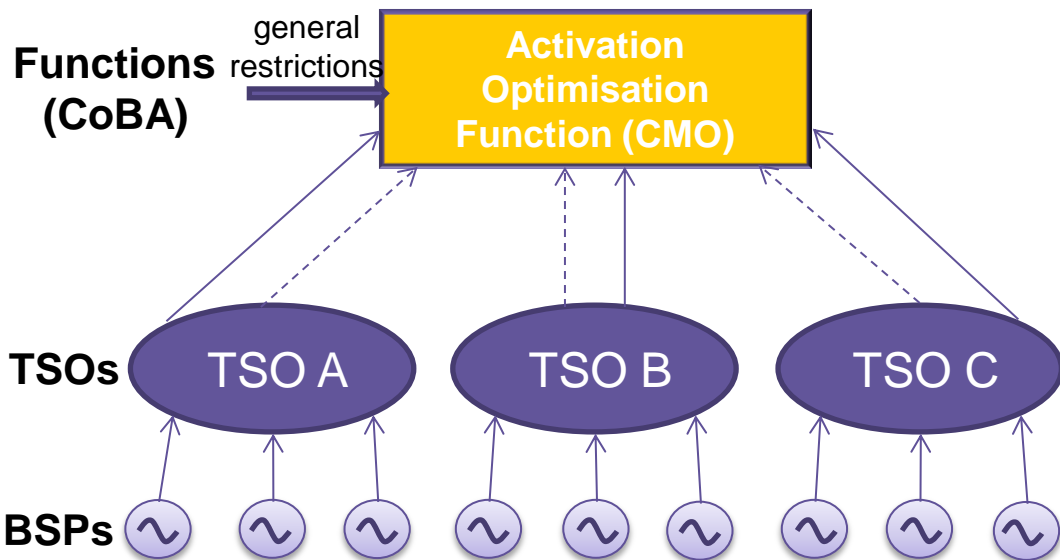 general
restrictions
Functions
(CoBA)
Activation
Optimisation
Function (CMO)
TSOs
TSO A
TSO B
TSO C
BSPs